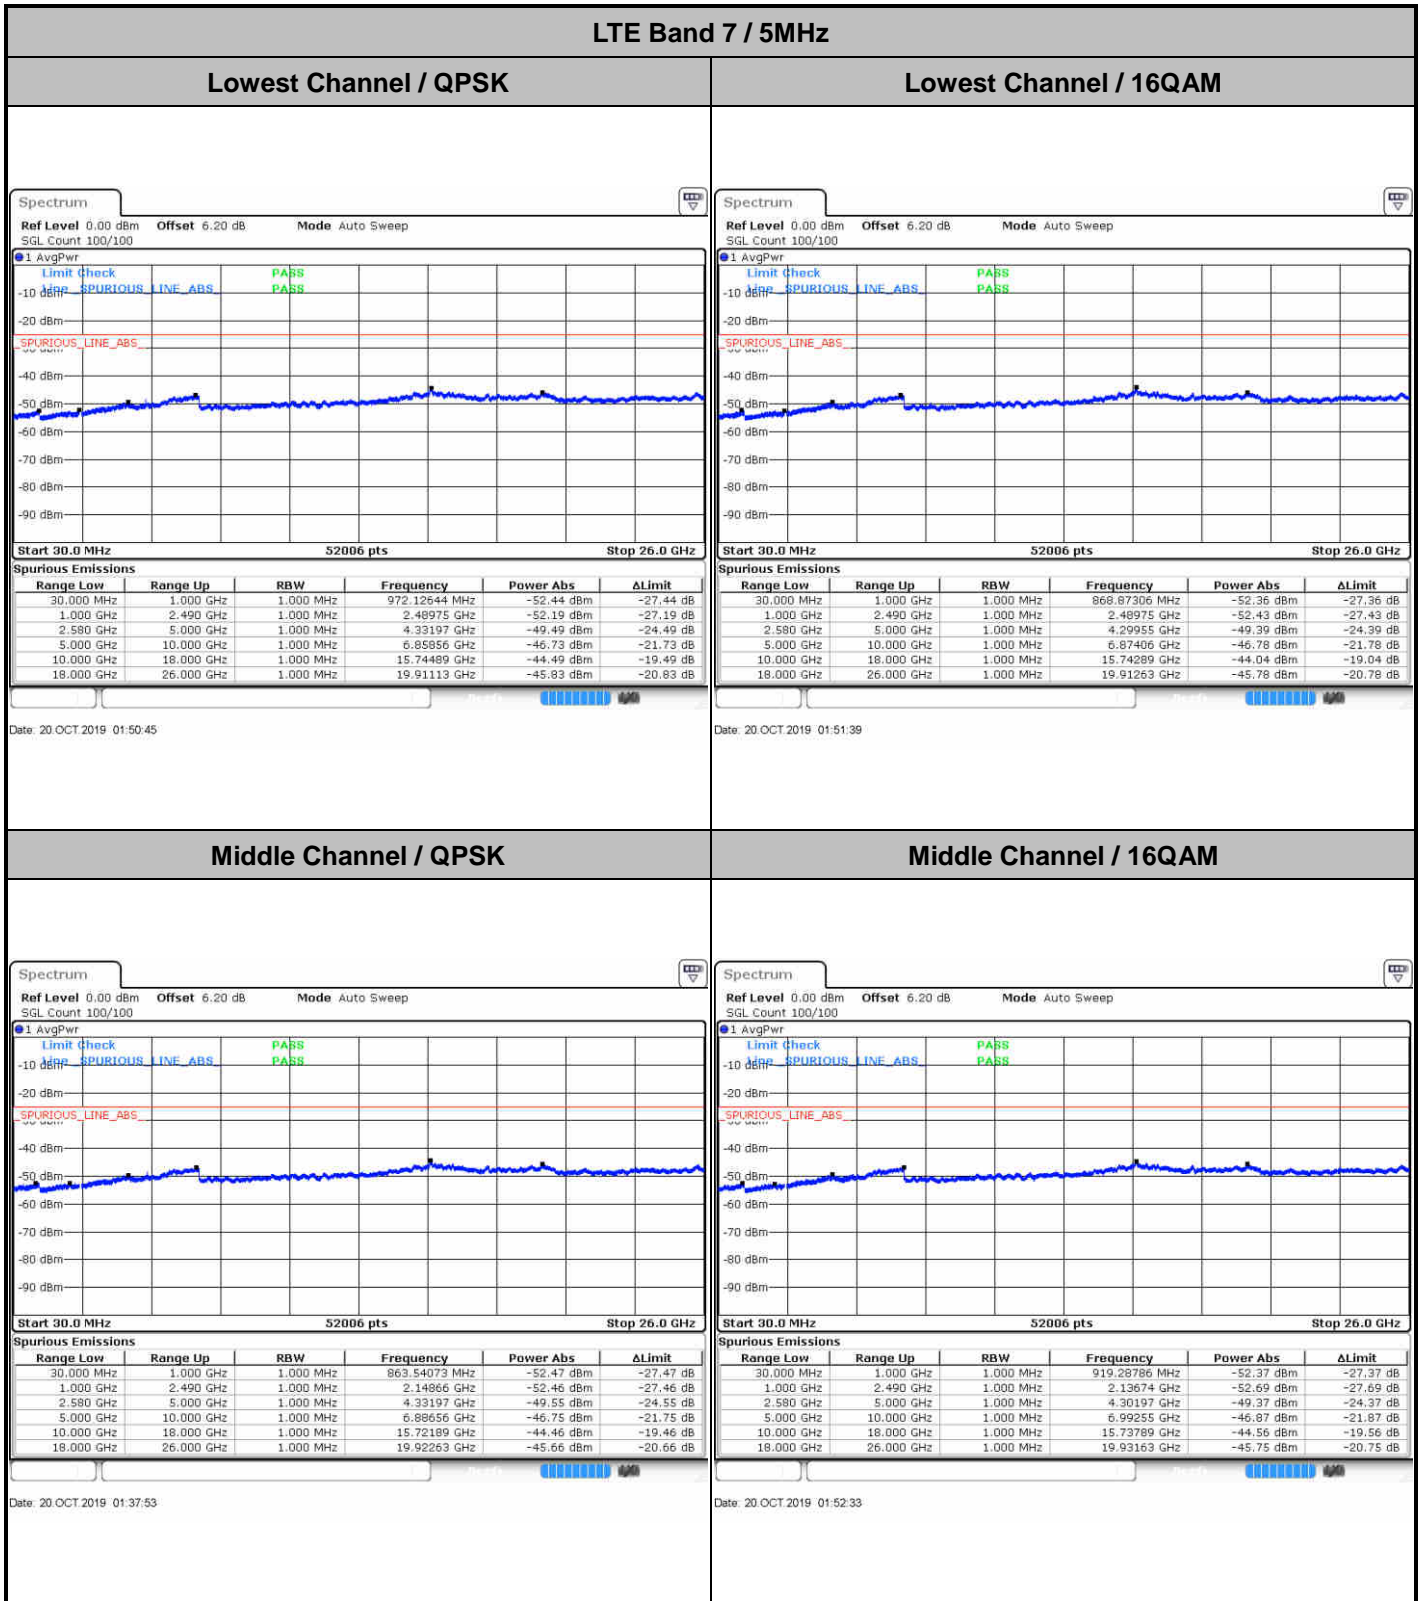 LTE Band 7 / 5MHz
Lowest Channel / QPSK
Lowest Channel / 16QAM
Spectrum
Ref Level 0.00 dBm Offset 6.20 dB Mode Auto Sweep
SGL Count 100/100
1 AvgPwr
Limit Check PASS
Line _SPURIOUS_LINE_ABS_ PASS
-10 dBm
-20 dBm
_SPURIOUS_LINE_ABS_
-30 dBm
-40 dBm
-50 dBm
-60 dBm
-70 dBm
-80 dBm
-90 dBm
Start 30.0 MHz 52006 pts Stop 26.0 GHz
Spurious Emissions
Range Low Range Up RBW Frequency Power Abs ΔLimit
30.000 MHz 1.000 GHz 1.000 MHz 972.12644 MHz -52.44 dBm -27.44 dB
1.000 GHz 2.490 GHz 1.000 MHz 2.48975 GHz -52.19 dBm -27.19 dB
2.580 GHz 5.000 GHz 1.000 MHz 4.33197 GHz -49.49 dBm -24.49 dB
5.000 GHz 10.000 GHz 1.000 MHz 6.85856 GHz -46.73 dBm -21.73 dB
10.000 GHz 18.000 GHz 1.000 MHz 15.74489 GHz -44.49 dBm -19.49 dB
18.000 GHz 26.000 GHz 1.000 MHz 19.91113 GHz -45.83 dBm -20.83 dB
Date: 20.OCT.2019 01:50:45
Spectrum
Ref Level 0.00 dBm Offset 6.20 dB Mode Auto Sweep
SGL Count 100/100
1 AvgPwr
Limit Check PASS
Line _SPURIOUS_LINE_ABS_ PASS
-10 dBm
-20 dBm
_SPURIOUS_LINE_ABS_
-30 dBm
-40 dBm
-50 dBm
-60 dBm
-70 dBm
-80 dBm
-90 dBm
Start 30.0 MHz 52006 pts Stop 26.0 GHz
Spurious Emissions
Range Low Range Up RBW Frequency Power Abs ΔLimit
30.000 MHz 1.000 GHz 1.000 MHz 868.87306 MHz -52.36 dBm -27.36 dB
1.000 GHz 2.490 GHz 1.000 MHz 2.48975 GHz -52.43 dBm -27.43 dB
2.580 GHz 5.000 GHz 1.000 MHz 4.29955 GHz -49.39 dBm -24.39 dB
5.000 GHz 10.000 GHz 1.000 MHz 6.87406 GHz -46.78 dBm -21.78 dB
10.000 GHz 18.000 GHz 1.000 MHz 15.74289 GHz -44.04 dBm -19.04 dB
18.000 GHz 26.000 GHz 1.000 MHz 19.91263 GHz -45.78 dBm -20.78 dB
Date: 20.OCT.2019 01:51:39
Middle Channel / QPSK
Middle Channel / 16QAM
Spectrum
Ref Level 0.00 dBm Offset 6.20 dB Mode Auto Sweep
SGL Count 100/100
1 AvgPwr
Limit Check PASS
Line _SPURIOUS_LINE_ABS_ PASS
-10 dBm
-20 dBm
_SPURIOUS_LINE_ABS_
-30 dBm
-40 dBm
-50 dBm
-60 dBm
-70 dBm
-80 dBm
-90 dBm
Start 30.0 MHz 52006 pts Stop 26.0 GHz
Spurious Emissions
Range Low Range Up RBW Frequency Power Abs ΔLimit
30.000 MHz 1.000 GHz 1.000 MHz 863.54073 MHz -52.47 dBm -27.47 dB
1.000 GHz 2.490 GHz 1.000 MHz 2.14866 GHz -52.46 dBm -27.46 dB
2.580 GHz 5.000 GHz 1.000 MHz 4.33197 GHz -49.55 dBm -24.55 dB
5.000 GHz 10.000 GHz 1.000 MHz 6.88656 GHz -46.75 dBm -21.75 dB
10.000 GHz 18.000 GHz 1.000 MHz 15.72189 GHz -44.46 dBm -19.46 dB
18.000 GHz 26.000 GHz 1.000 MHz 19.92263 GHz -45.66 dBm -20.66 dB
Date: 20.OCT.2019 01:37:53
Spectrum
Ref Level 0.00 dBm Offset 6.20 dB Mode Auto Sweep
SGL Count 100/100
1 AvgPwr
Limit Check PASS
Line _SPURIOUS_LINE_ABS_ PASS
-10 dBm
-20 dBm
_SPURIOUS_LINE_ABS_
-30 dBm
-40 dBm
-50 dBm
-60 dBm
-70 dBm
-80 dBm
-90 dBm
Start 30.0 MHz 52006 pts Stop 26.0 GHz
Spurious Emissions
Range Low Range Up RBW Frequency Power Abs ΔLimit
30.000 MHz 1.000 GHz 1.000 MHz 919.28786 MHz -52.37 dBm -27.37 dB
1.000 GHz 2.490 GHz 1.000 MHz 2.13674 GHz -52.69 dBm -27.69 dB
2.580 GHz 5.000 GHz 1.000 MHz 4.30197 GHz -49.37 dBm -24.37 dB
5.000 GHz 10.000 GHz 1.000 MHz 6.99255 GHz -46.87 dBm -21.87 dB
10.000 GHz 18.000 GHz 1.000 MHz 15.73789 GHz -44.56 dBm -19.56 dB
18.000 GHz 26.000 GHz 1.000 MHz 19.93163 GHz -45.75 dBm -20.75 dB
Date: 20.OCT.2019 01:52:33